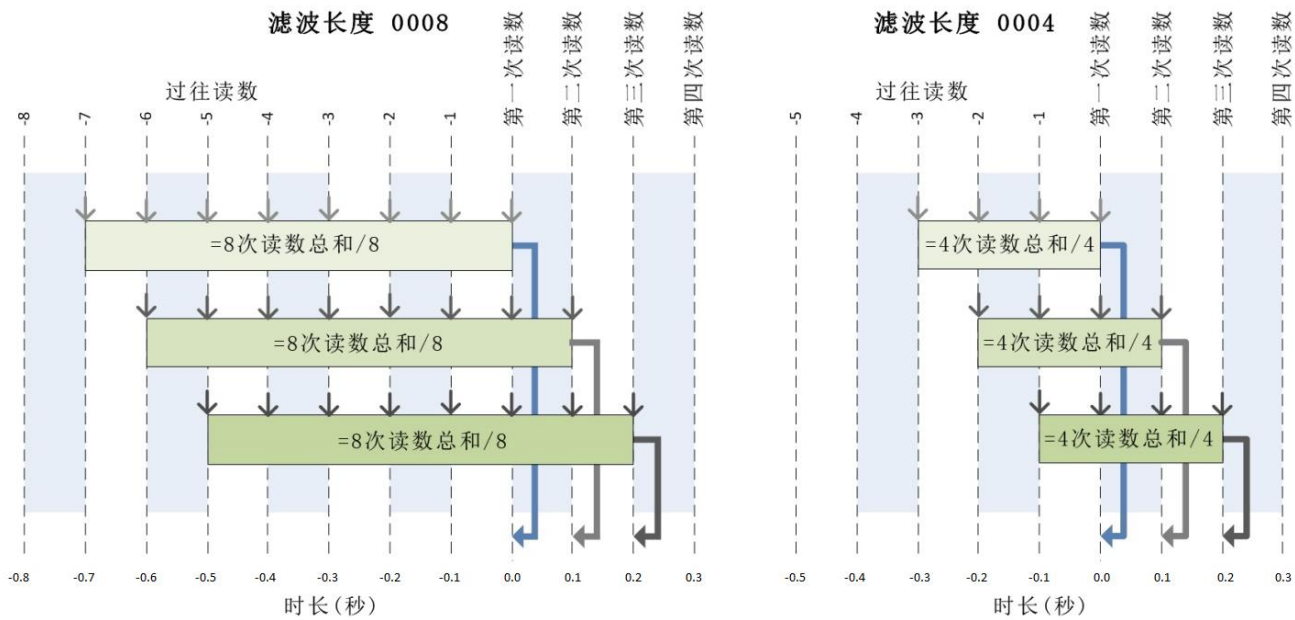 滤波长度 0008
过往读数
-8 -7 -6 -5 -4 -3 -2 -1 第一次读数 第二次读数 第三次读数 第四次读数
=8次读数总和/8
=8次读数总和/8
=8次读数总和/8
-0.8 -0.7 -0.6 -0.5 -0.4 -0.3 -0.2 -0.1 0.0 0.1 0.2 0.3
时长(秒)
滤波长度 0004
过往读数
-5 -4 -3 -2 -1 第一次读数 第二次读数 第三次读数 第四次读数
=4次读数总和/4
=4次读数总和/4
=4次读数总和/4
-0.5 -0.4 -0.3 -0.2 -0.1 0.0 0.1 0.2 0.3
时长(秒)